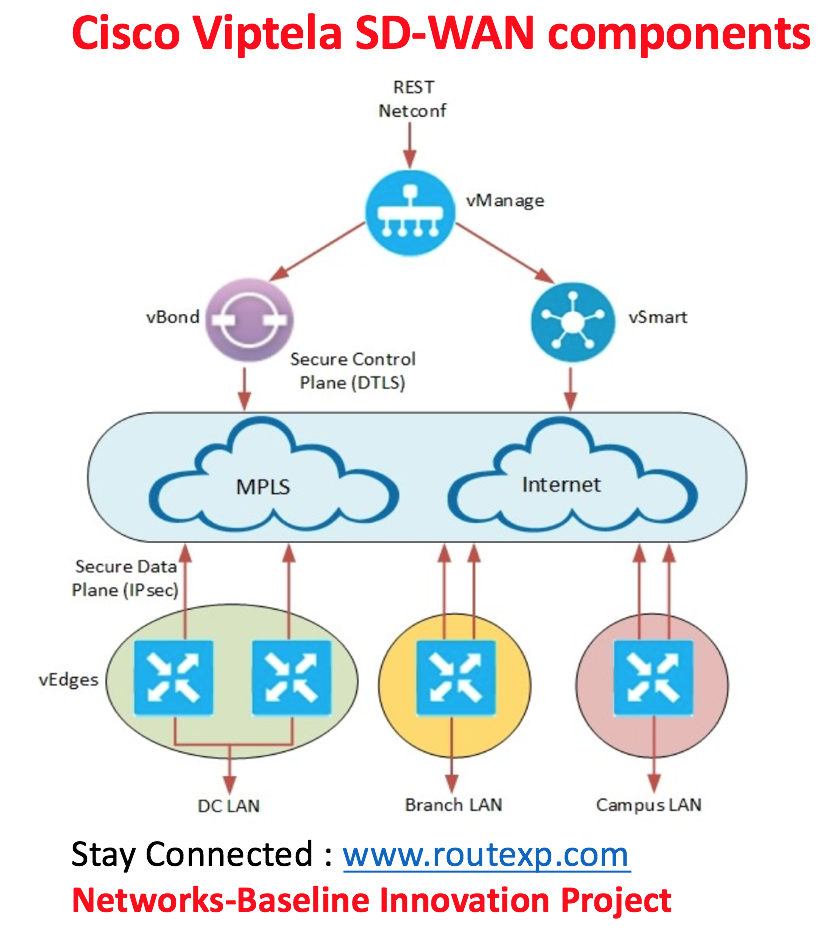 Cisco Viptela SD-WAN components
REST
Netconf
vManage
vBond
vSmart
Secure Control
Plane (DTLS)
MPLS
Internet
Secure Data
Plane (IPsec)
vEdges
DC LAN
Branch LAN
Campus LAN
Stay Connected : www.routexp.com
Networks-Baseline Innovation Project